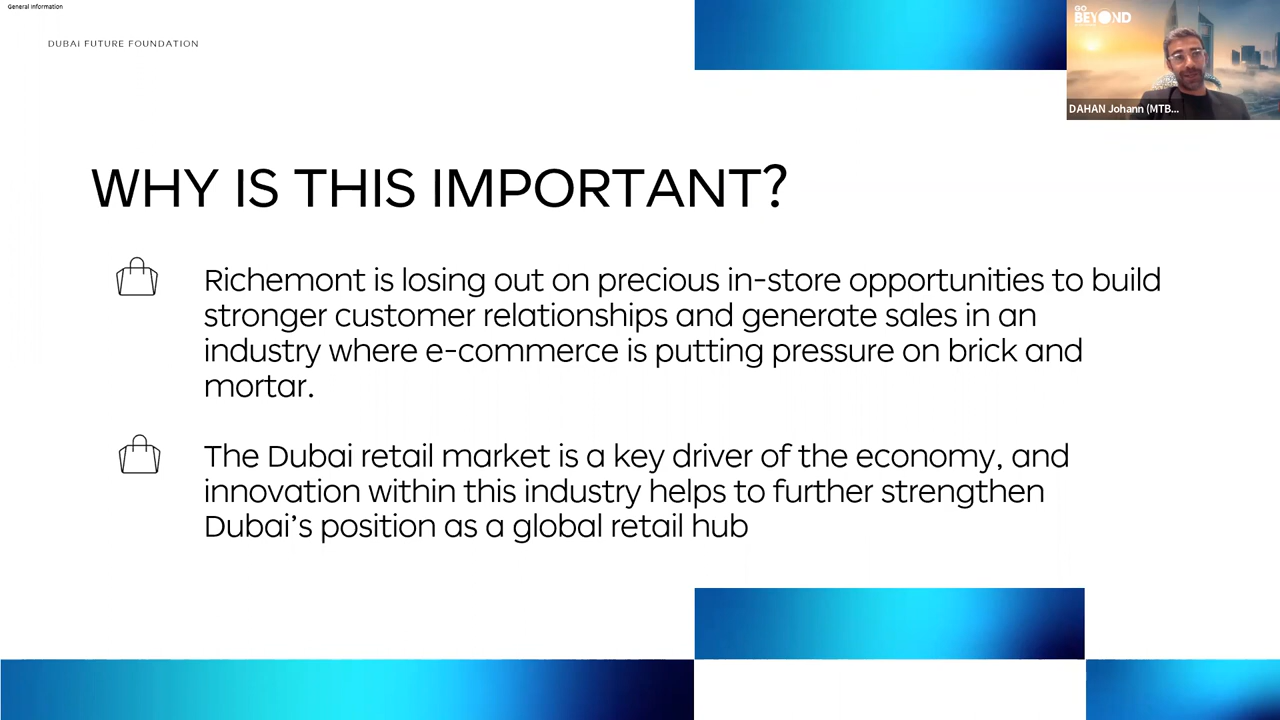 General Information
DUBAi FUTURE FOUNDATION
GO
BEYOND
DAHAN Johann (MTB...
WHY IS THIS IMPORTANT?
Richemont is losing out on precious in-store opportunities to build
stronger customer relationships and generate sales in an
industry where e-commerce is putting pressure on brick and
mortar.
The Dubai retail market is a key driver of the economy, and
innovation within this industry helps to further strengthen
Dubai's position as a global retail hub